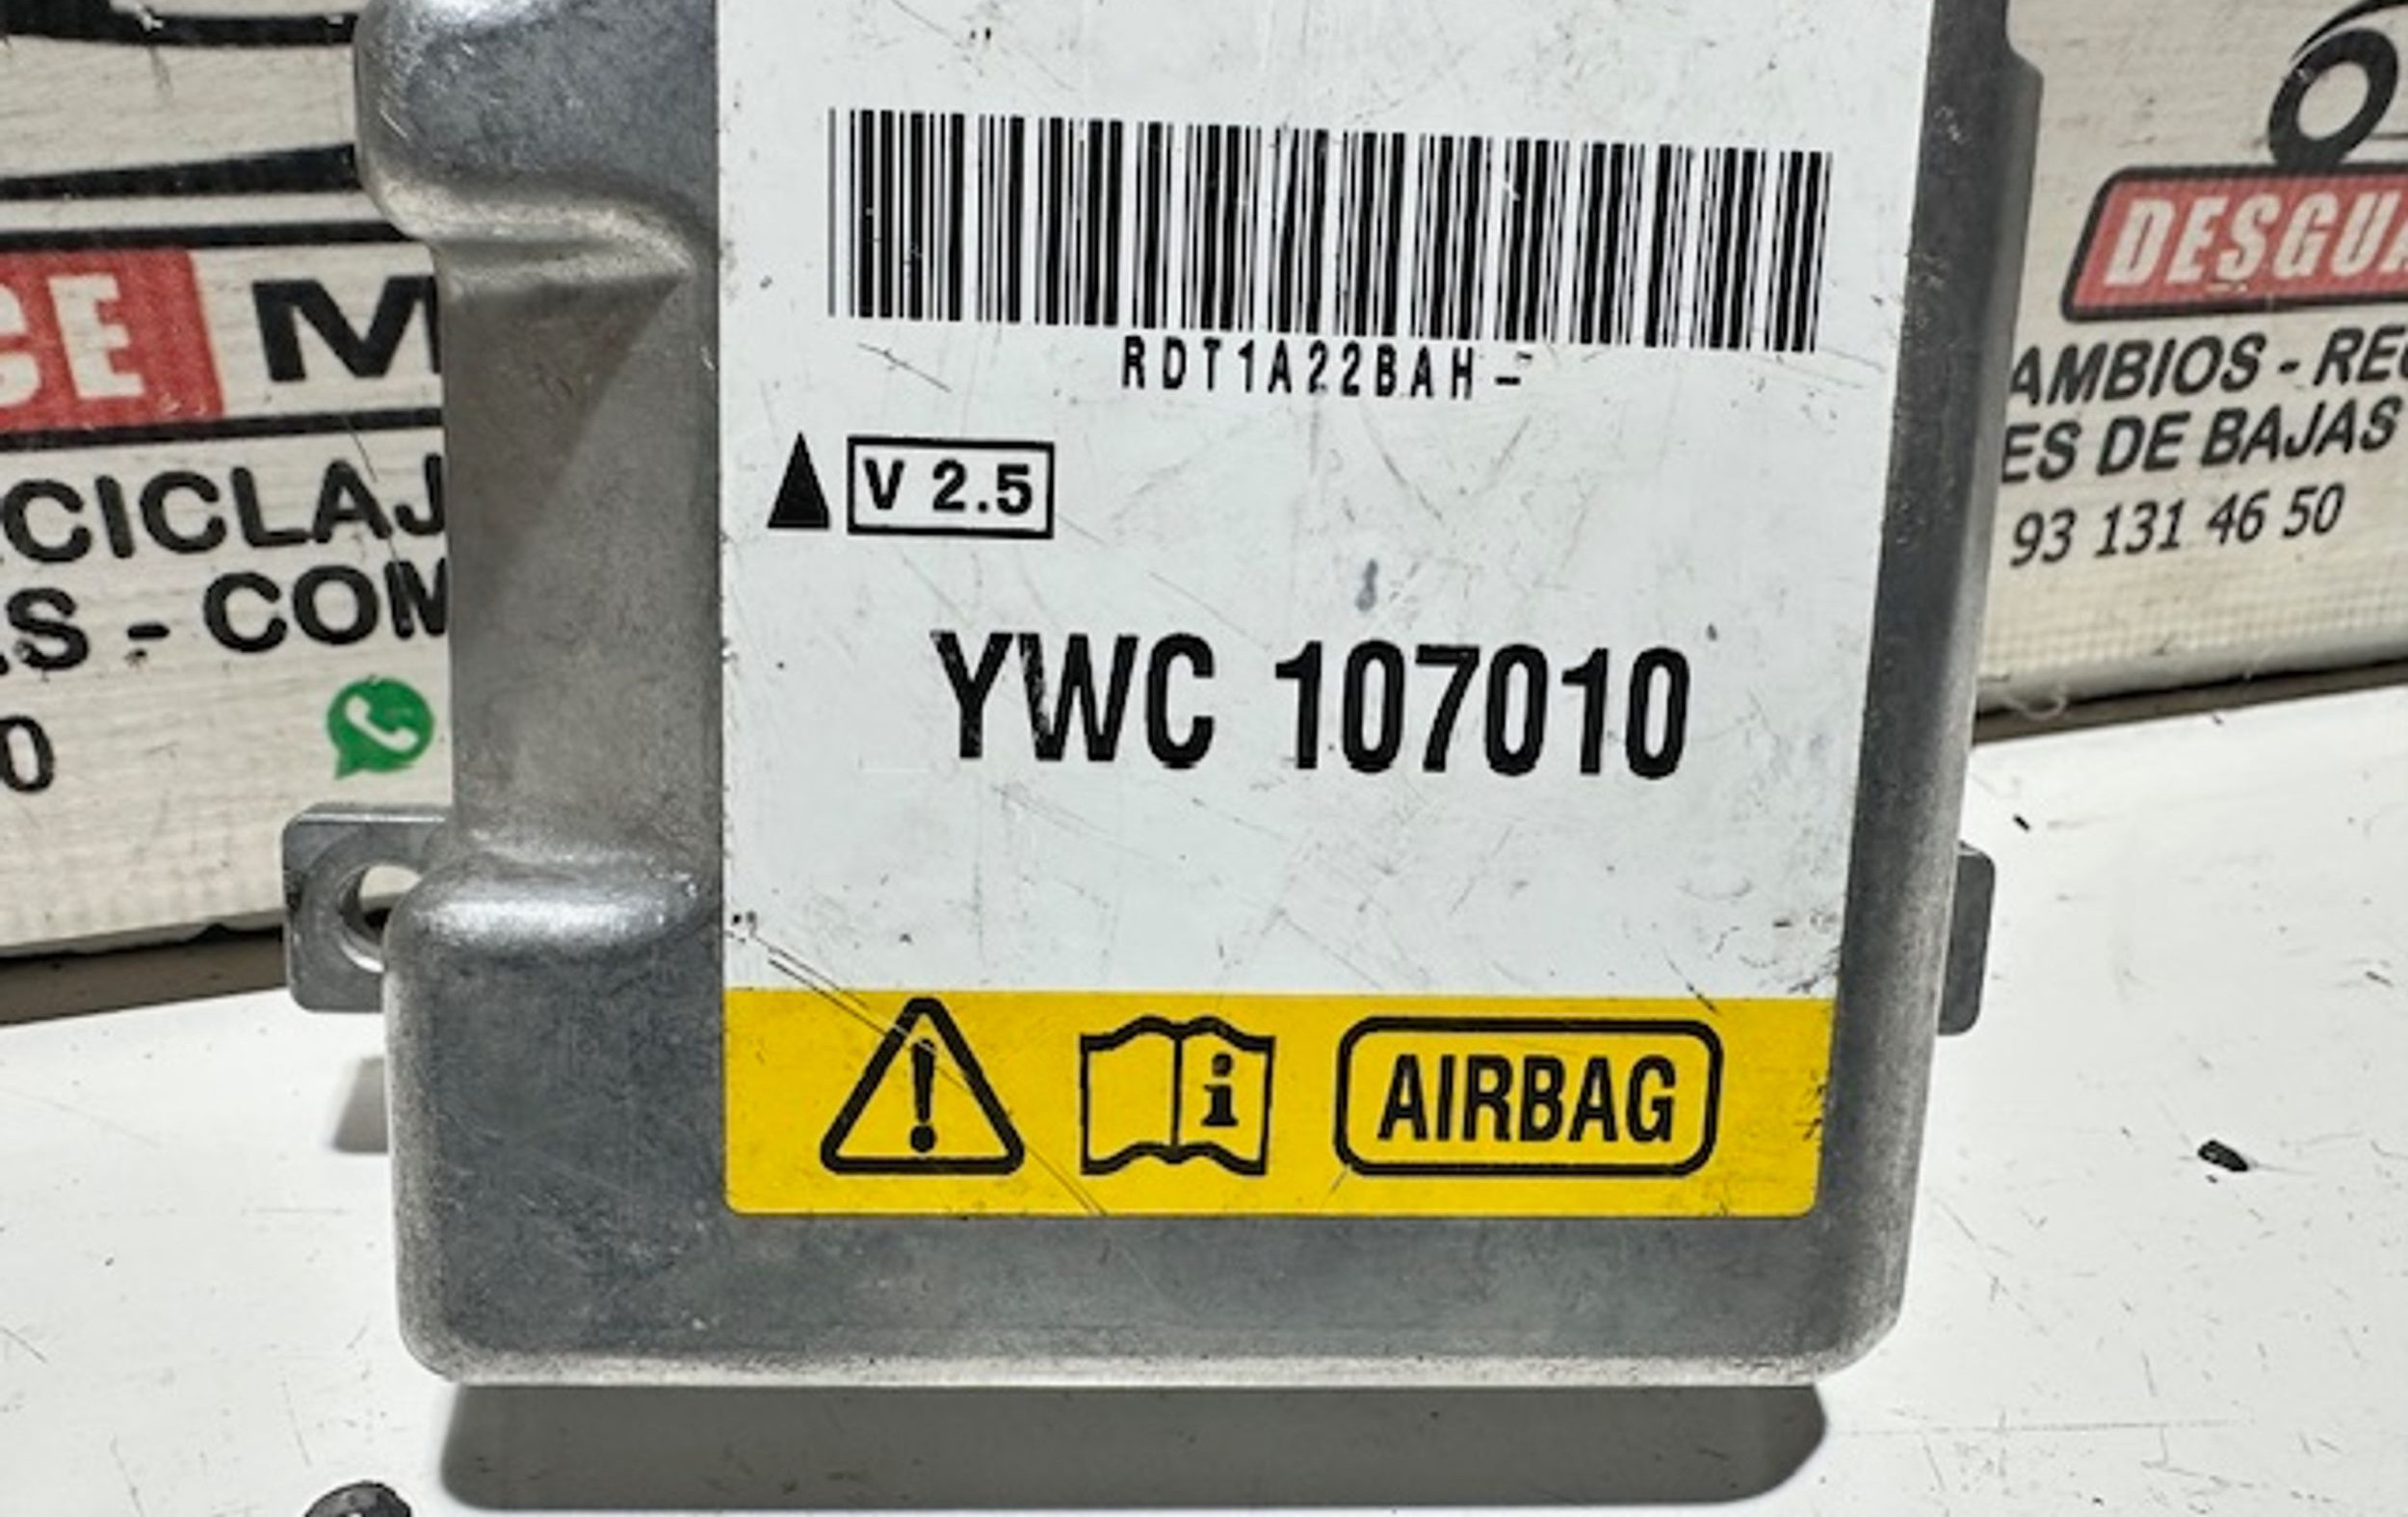 RDT1A22BAH-
V 2.5
YWC 107010
AIRBAG
CE M
CICLAJ
S - COM
0
DESGUA
AMBIOS - REC
ES DE BAJAS
93 131 46 50